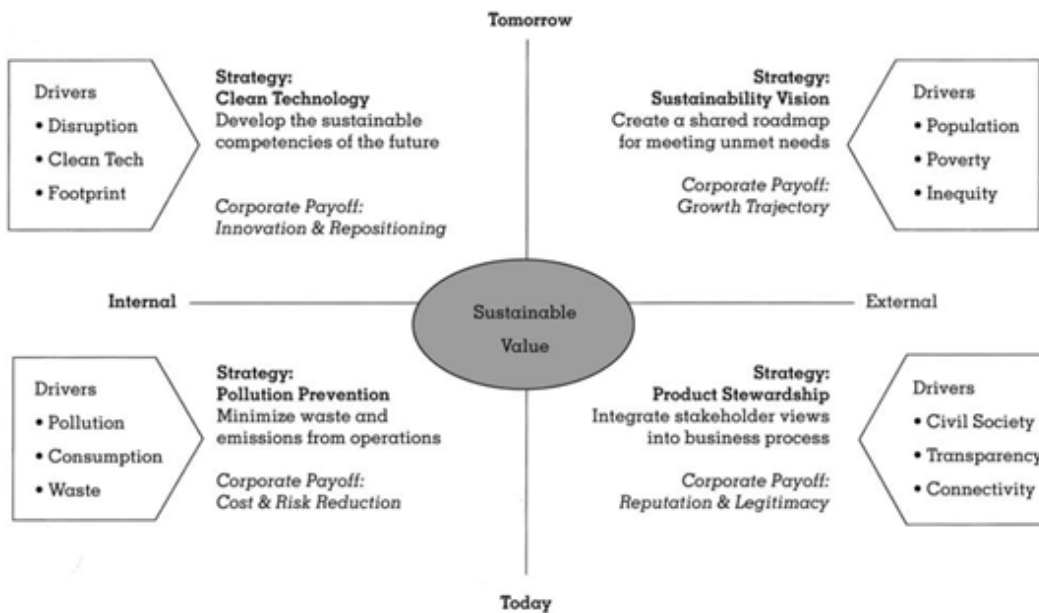 Tomorrow
Drivers
• Disruption
• Clean Tech
• Footprint
Strategy:
Clean Technology
Develop the sustainable
competencies of the future
Corporate Payoff:
Innovation & Repositioning
Strategy:
Sustainability Vision
Create a shared roadmap
for meeting unmet needs
Corporate Payoff:
Growth Trajectory
Drivers
• Population
• Poverty
• Inequity
Internal
Sustainable
Value
External
Drivers
• Pollution
• Consumption
• Waste
Strategy:
Pollution Prevention
Minimize waste and
emissions from operations
Corporate Payoff:
Cost & Risk Reduction
Strategy:
Product Stewardship
Integrate stakeholder views
into business process
Corporate Payoff:
Reputation & Legitimacy
Drivers
• Civil Society
• Transparency
• Connectivity
Today